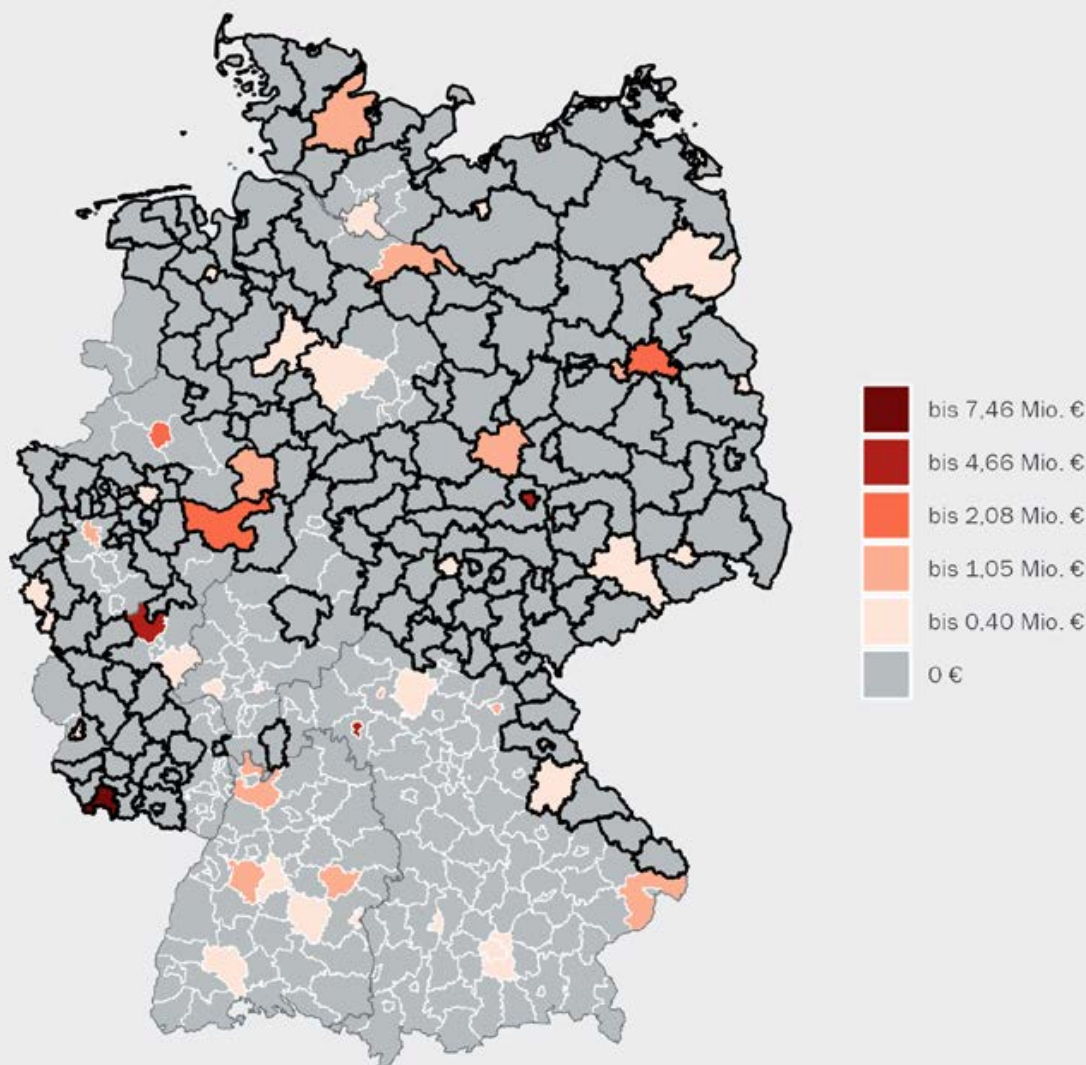 bis 7,46 Mio. €
bis 4,66 Mio. €
bis 2,08 Mio. €
bis 1,05 Mio. €
bis 0,40 Mio. €
0 €